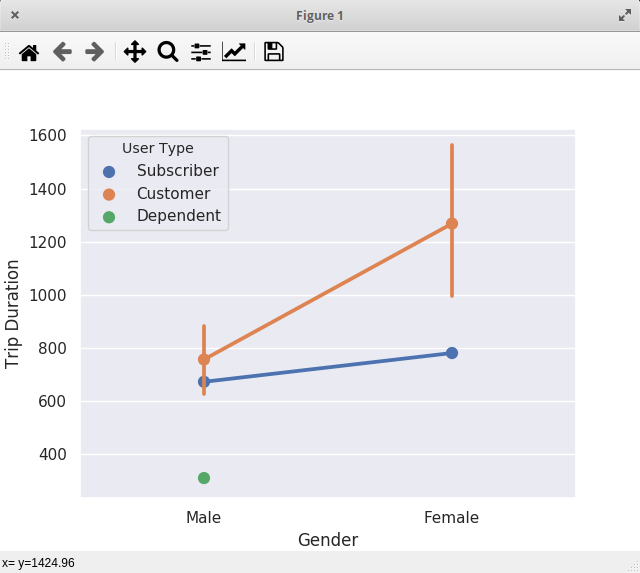 Figure 1
User Type
Subscriber
Customer
Dependent
1600
1400
1200
1000
800
600
400
Trip Duration
Male Female
Gender
x= y=1424.96